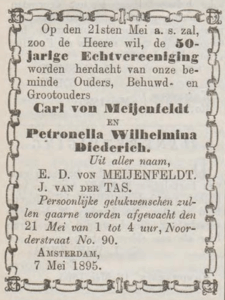 Op den 21sten Mei a. s. zal,
zoo de Heere wil, de 50-
jarige Echtvereeniging
worden herdacht van onze be-
minde Ouders, Behuwd- en
Grootouders
Carl von Meijenfeldt
EN
Petronella Wilhelmina
Diederich.
Uit aller naam,
E. D. von MEIJENFELDT.
J. van der TAS.
Persoonlijke gelukwenschen zul-
len gaarne worden afgewacht den
21 Mei van 1 tot 4 uur, Noor-
derstraat No. 90.
Amsterdam,
7 Mei 1895.